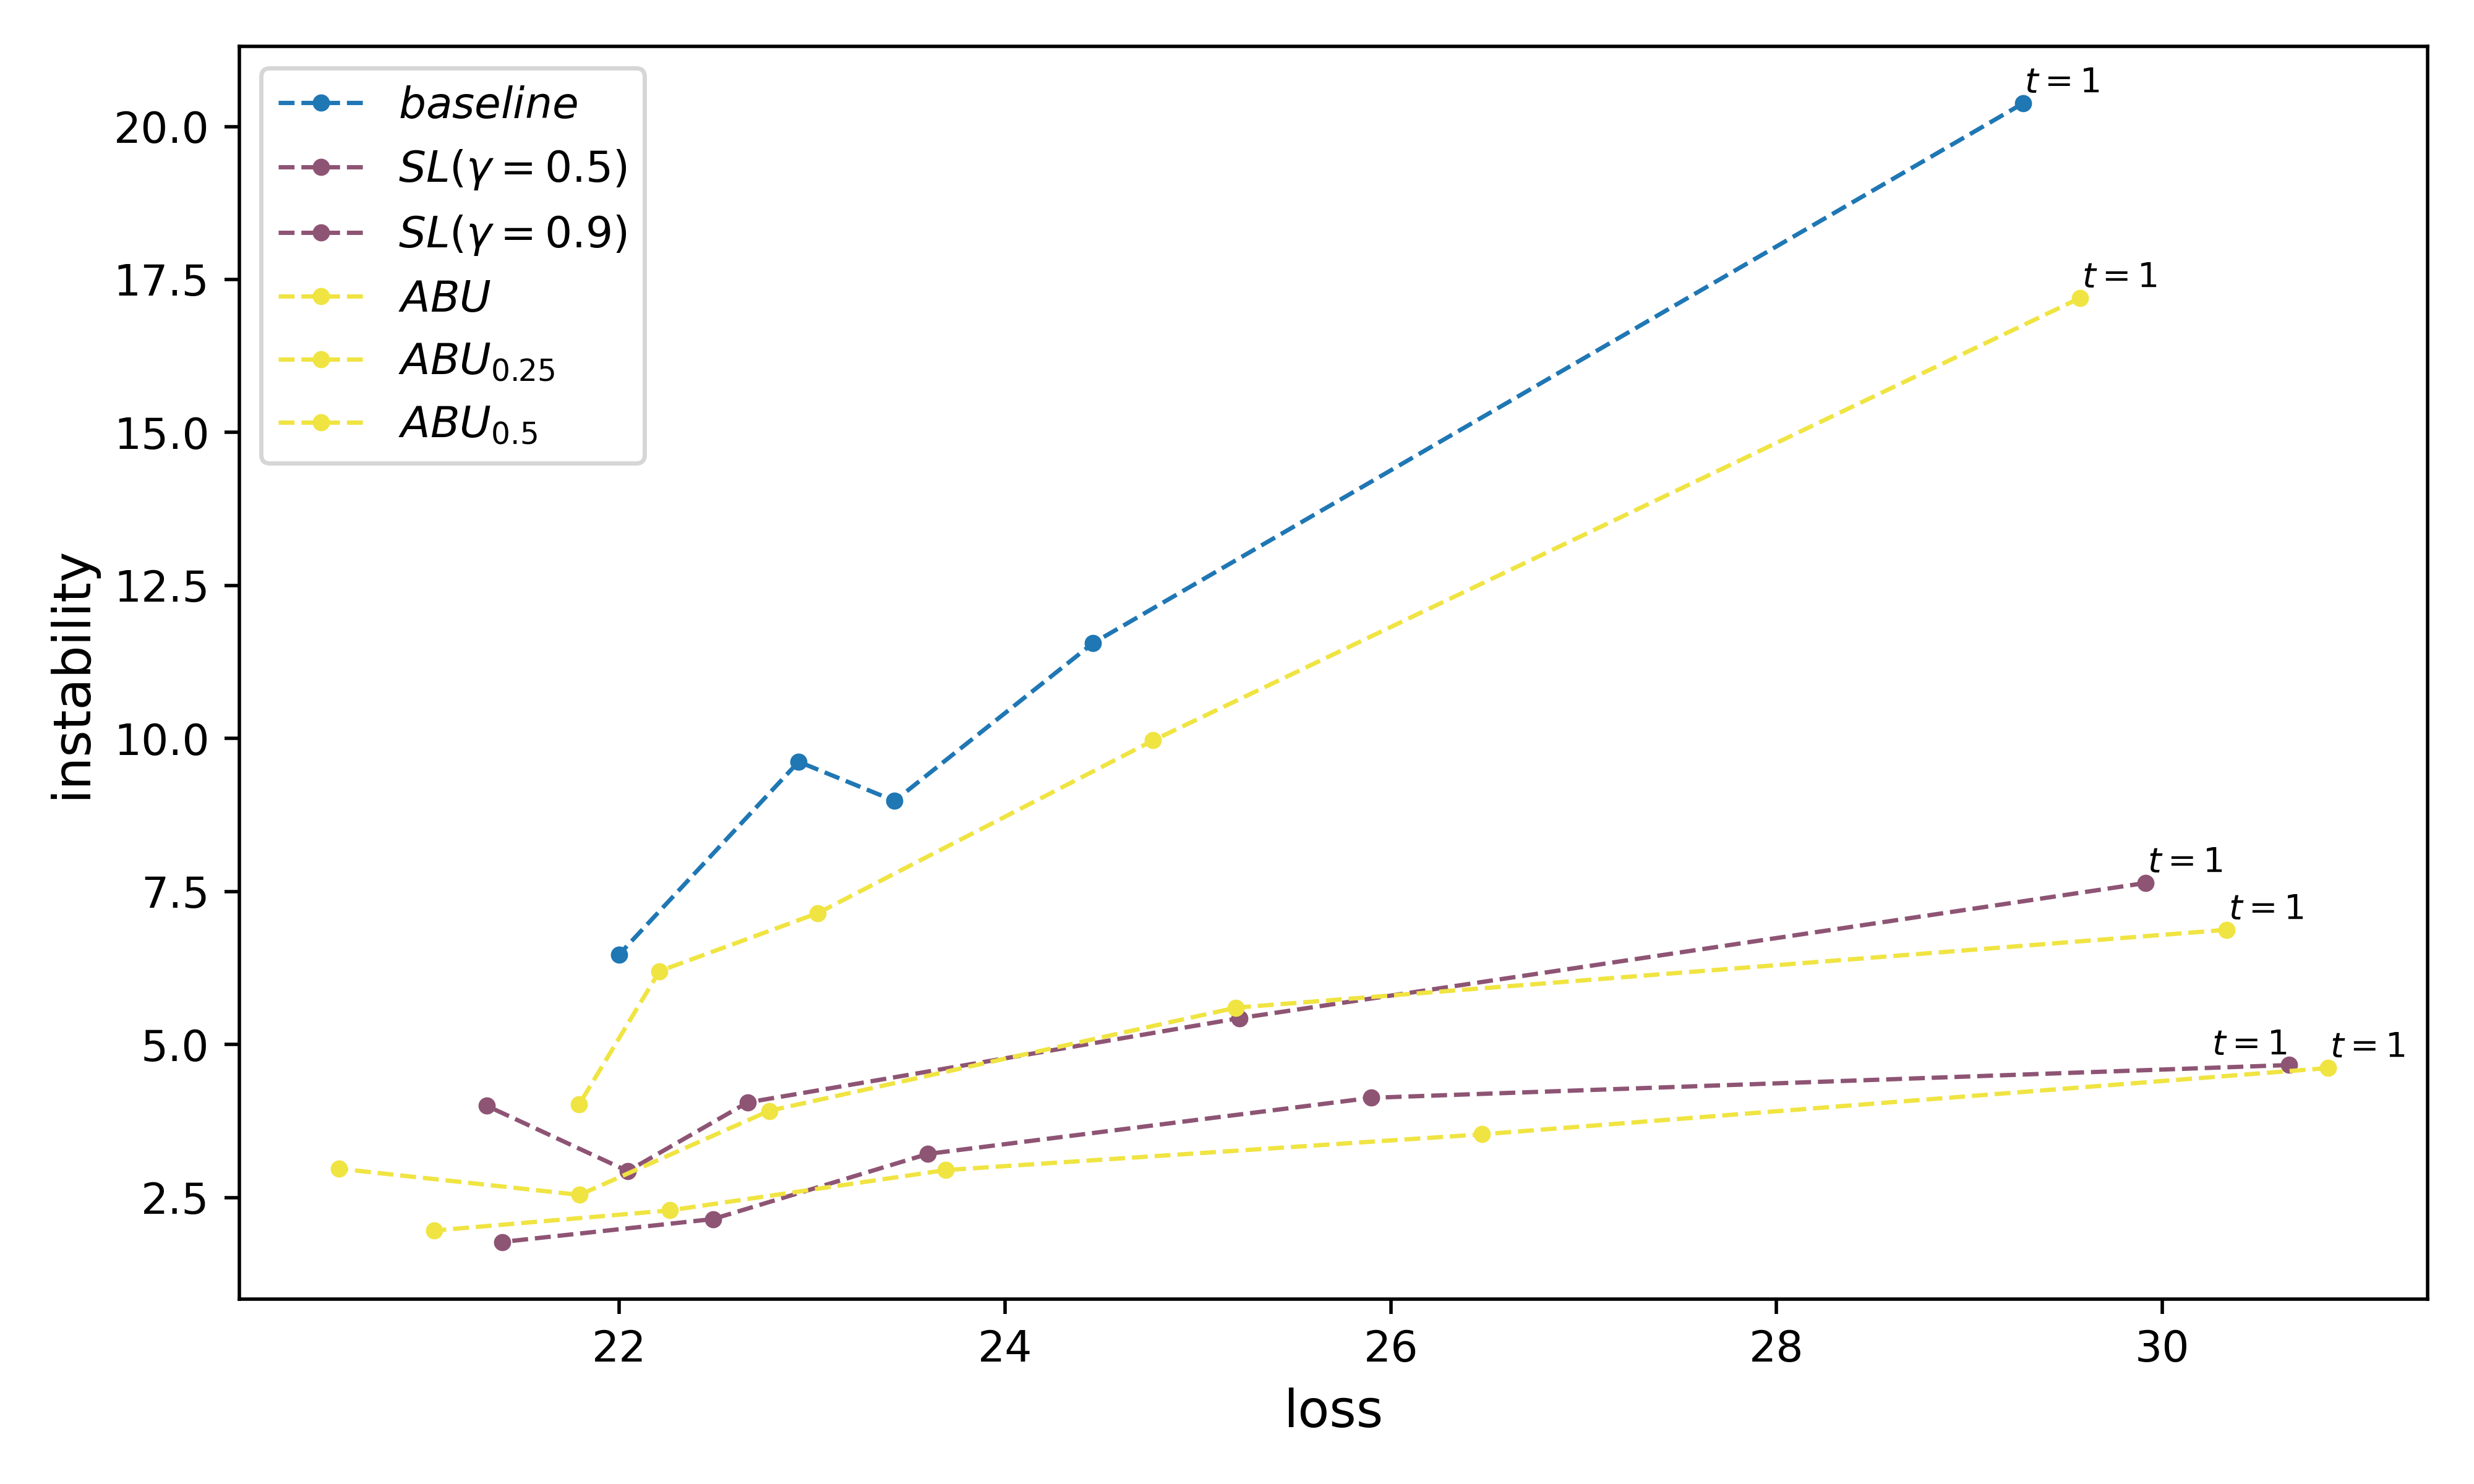 baseline
SL(γ = 0.5)
SL(γ = 0.9)
ABU
ABU0.25
ABU0.5
t = 1
t = 1
t = 1
t = 1
t = 1
t = 1
20.0
17.5
15.0
12.5
10.0
7.5
5.0
2.5
instability
22
24
26
28
30
loss